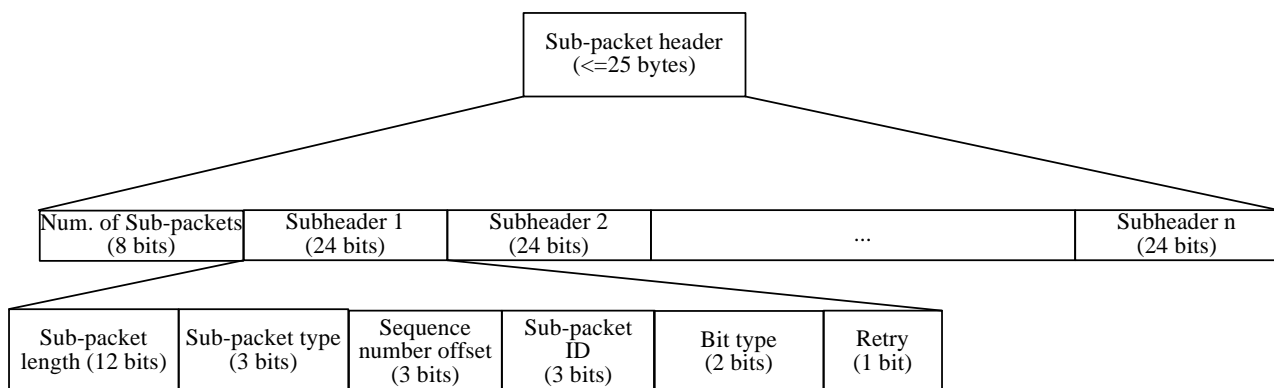 Sub-packet header
(<=25 bytes)
Num. of Sub-packets
(8 bits)
Subheader 1
(24 bits)
Subheader 2
(24 bits)
...
Subheader n
(24 bits)
Sub-packet
length (12 bits)
Sub-packet type
(3 bits)
Sequence
number offset
(3 bits)
Sub-packet
ID
(3 bits)
Bit type
(2 bits)
Retry
(1 bit)